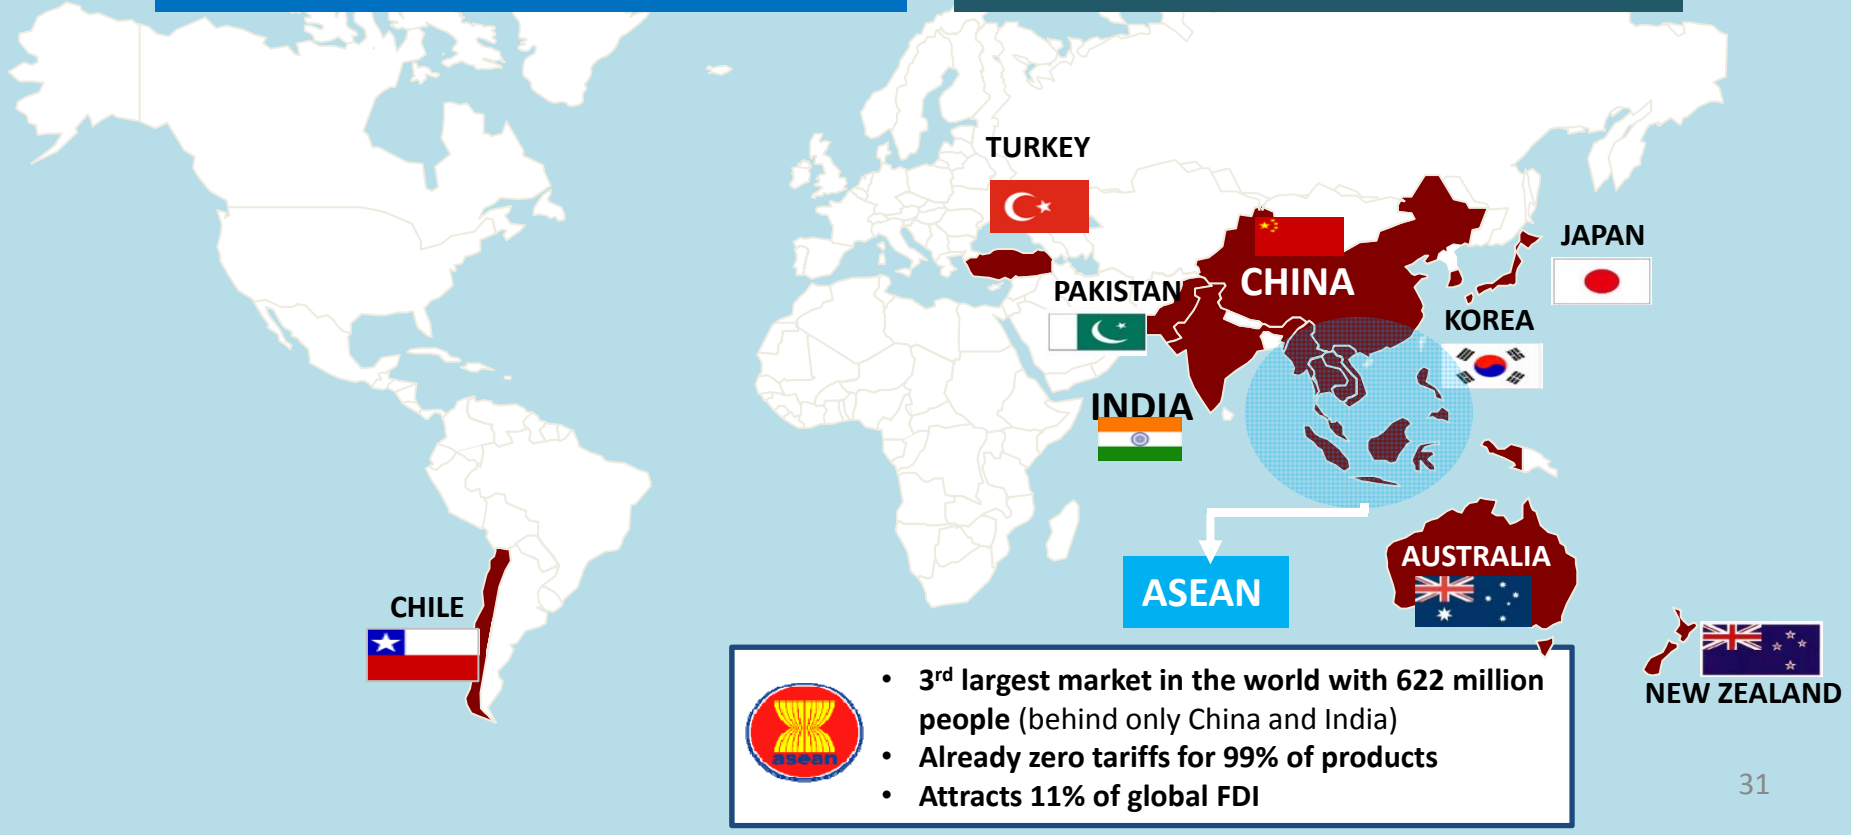 TURKEY
JAPAN
PAKISTAN
CHINA
KOREA
INDIA
ASEAN
AUSTRALIA
CHILE
NEW ZEALAND
• 3rd largest market in the world with 622 million
people (behind only China and India)
• Already zero tariffs for 99% of products
• Attracts 11% of global FDI
asean
31